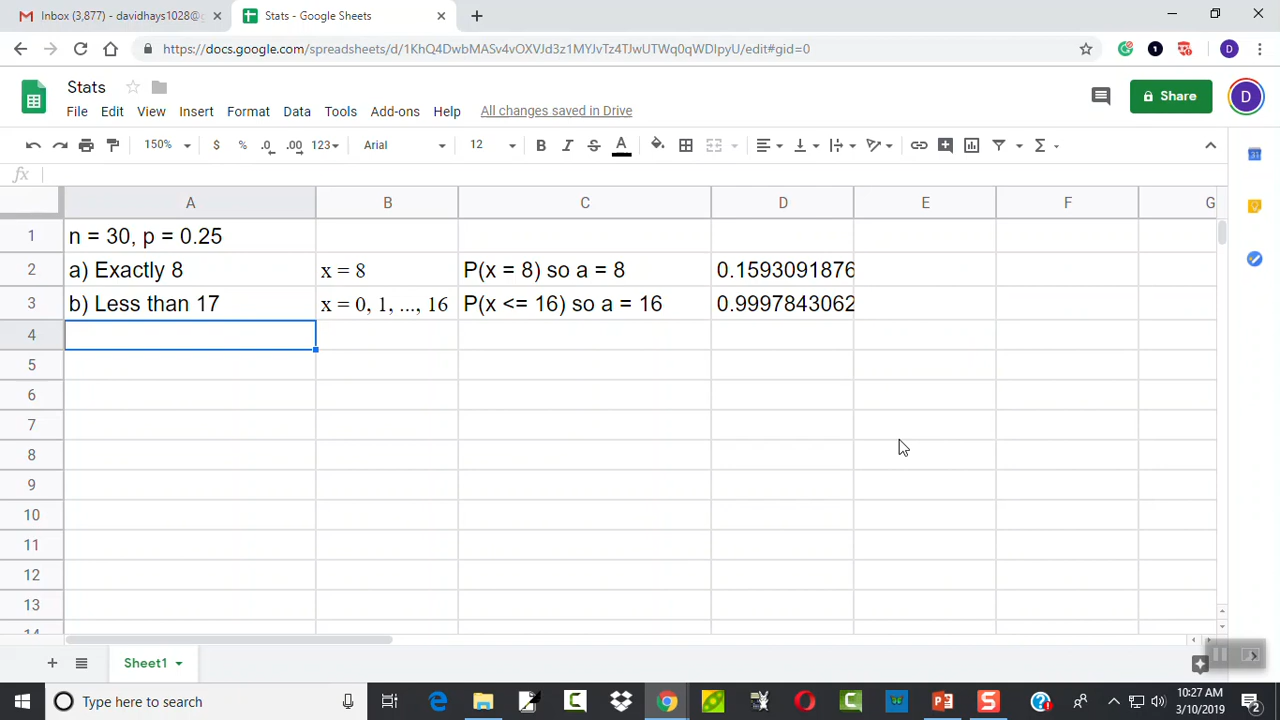 Inbox (3,877) - davidhays1028@
Stats - Google Sheets
https://docs.google.com/spreadsheets/d/1KhQ4DwbMASv4vOXVJd3z1MYJvTz4TJwUTWq0qWDIpyU/edit#gid=0
Stats
File Edit View Insert Format Data Tools Add-ons Help All changes saved in Drive
Share
D
150% $ % .0 .00 123 Arial 12 B I S A Σ
fx
A B C D E F G
1 n = 30, p = 0.25
2 a) Exactly 8 x = 8 P(x = 8) so a = 8 0.1593091876
3 b) Less than 17 x = 0, 1, ..., 16 P(x <= 16) so a = 16 0.9997843062
4
5
6
7
8
9
10
11
12
13
14
Sheet1
Type here to search
10:27 AM
3/10/2019